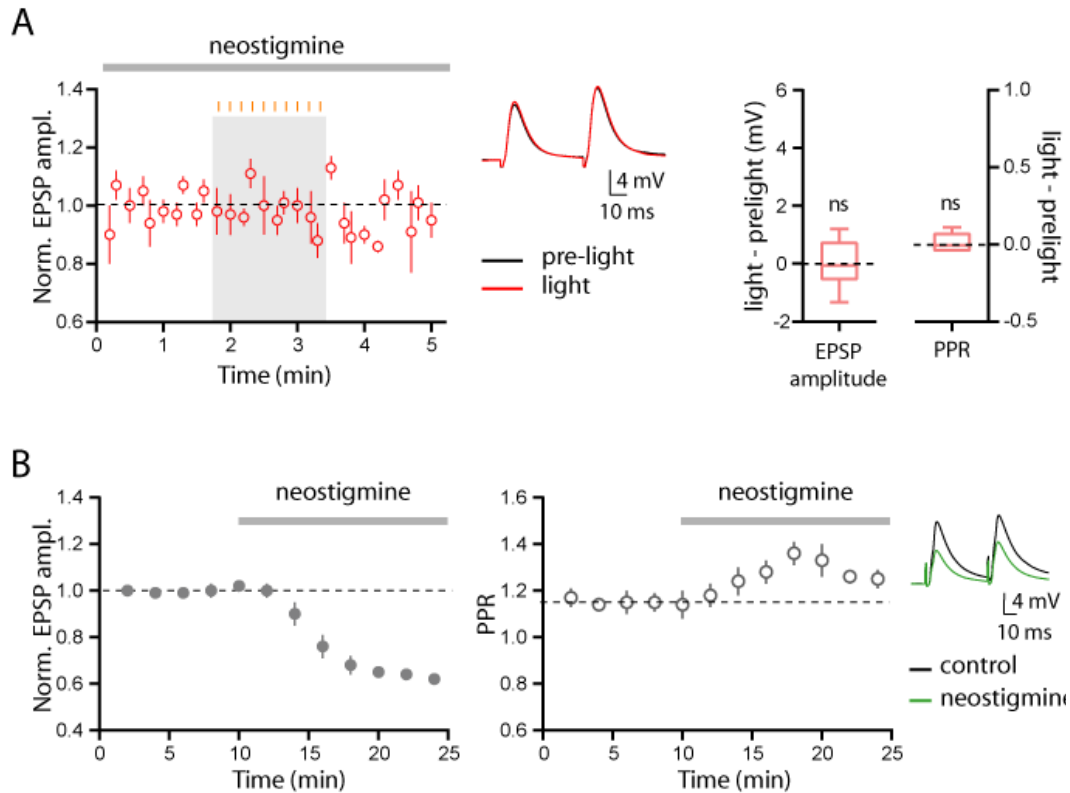 A
neostigmine
1.4
1.2
1.0
0.8
0.6
Norm. EPSP ampl.
0
1
2
3
4
5
Time (min)
4 mV
10 ms
pre-light
light
6
4
2
0
-2
light - prelight (mV)
ns
ns
EPSP
amplitude
PPR
1.0
0.5
0.0
-0.5
light - prelight
B
neostigmine
1.4
1.2
1.0
0.8
0.6
0.4
Norm. EPSP ampl.
0
5
10
15
20
25
Time (min)
neostigmine
1.6
1.4
1.2
1.0
0.8
0.6
PPR
0
5
10
15
20
25
Time (min)
4 mV
10 ms
control
neostigmine